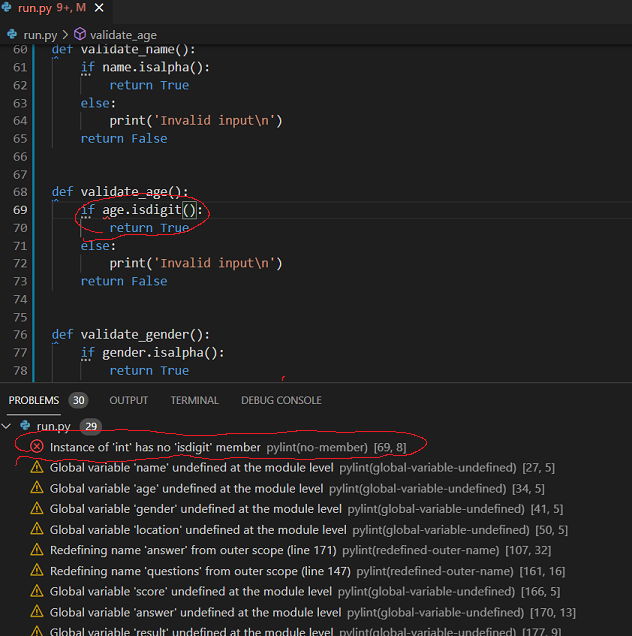 run.py 9+, M
run.py > validate_age
60 def validate_name():
61 if name.isalpha():
62 return True
63 else:
64 print('Invalid input\n')
65 return False
66
67
68 def validate_age():
69 if age.isdigit():
70 return True
71 else:
72 print('Invalid input\n')
73 return False
74
75
76 def validate_gender():
77 if gender.isalpha():
78 return True
PROBLEMS 30 OUTPUT TERMINAL DEBUG CONSOLE
run.py 29
Instance of 'int' has no 'isdigit' member pylint(no-member) [69, 8]
Global variable 'name' undefined at the module level pylint(global-variable-undefined) [27, 5]
Global variable 'age' undefined at the module level pylint(global-variable-undefined) [34, 5]
Global variable 'gender' undefined at the module level pylint(global-variable-undefined) [41, 5]
Global variable 'location' undefined at the module level pylint(global-variable-undefined) [50, 5]
Redefining name 'answer' from outer scope (line 171) pylint(redefined-outer-name) [107, 32]
Redefining name 'questions' from outer scope (line 147) pylint(redefined-outer-name) [161, 16]
Global variable 'score' undefined at the module level pylint(global-variable-undefined) [166, 5]
Global variable 'answer' undefined at the module level pylint(global-variable-undefined) [170, 13]
Global variable 'result' undefined at the module level pylint(global-variable-undefined) [177, 9]